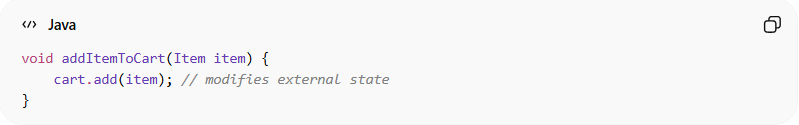 Java
void addItemToCart(Item item) {
    cart.add(item); // modifies external state
}